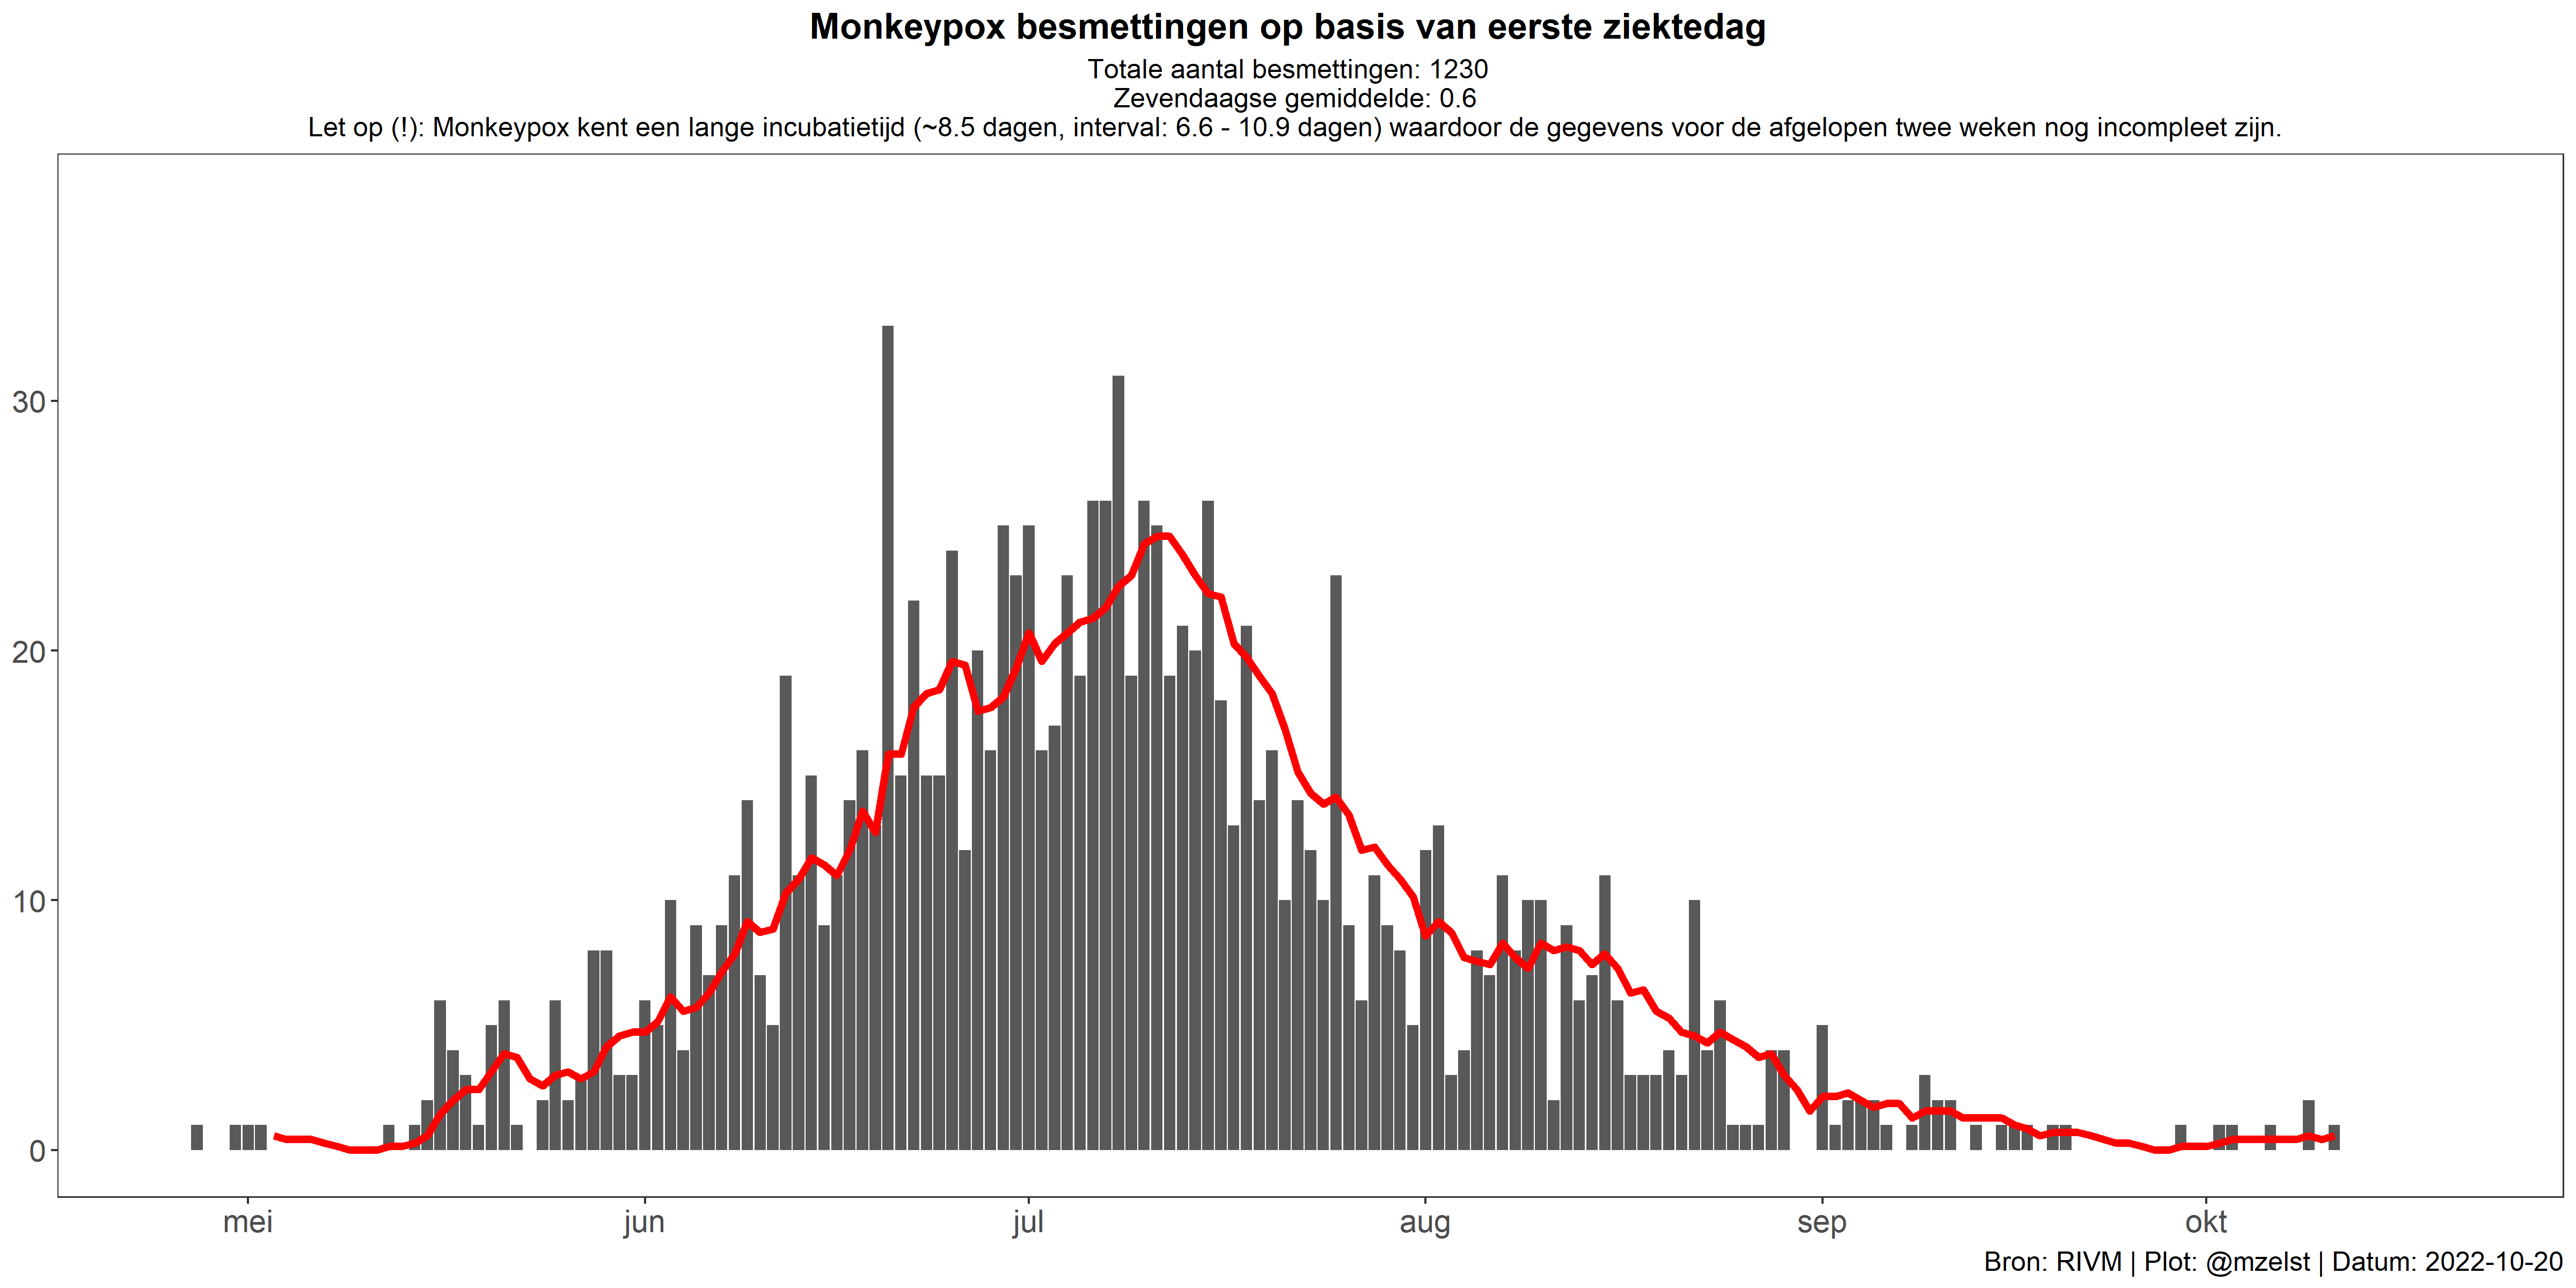 Monkeypox besmettingen op basis van eerste ziektedag
Totale aantal besmettingen: 1230
Zevendaagse gemiddelde: 0.6
Let op (!): Monkeypox kent een lange incubatietijd (~8.5 dagen, interval: 6.6 - 10.9 dagen) waardoor de gegevens voor de afgelopen twee weken nog incompleet zijn.
30
20
10
0
mei jun jul aug sep okt
Bron: RIVM | Plot: @mzelst | Datum: 2022-10-20